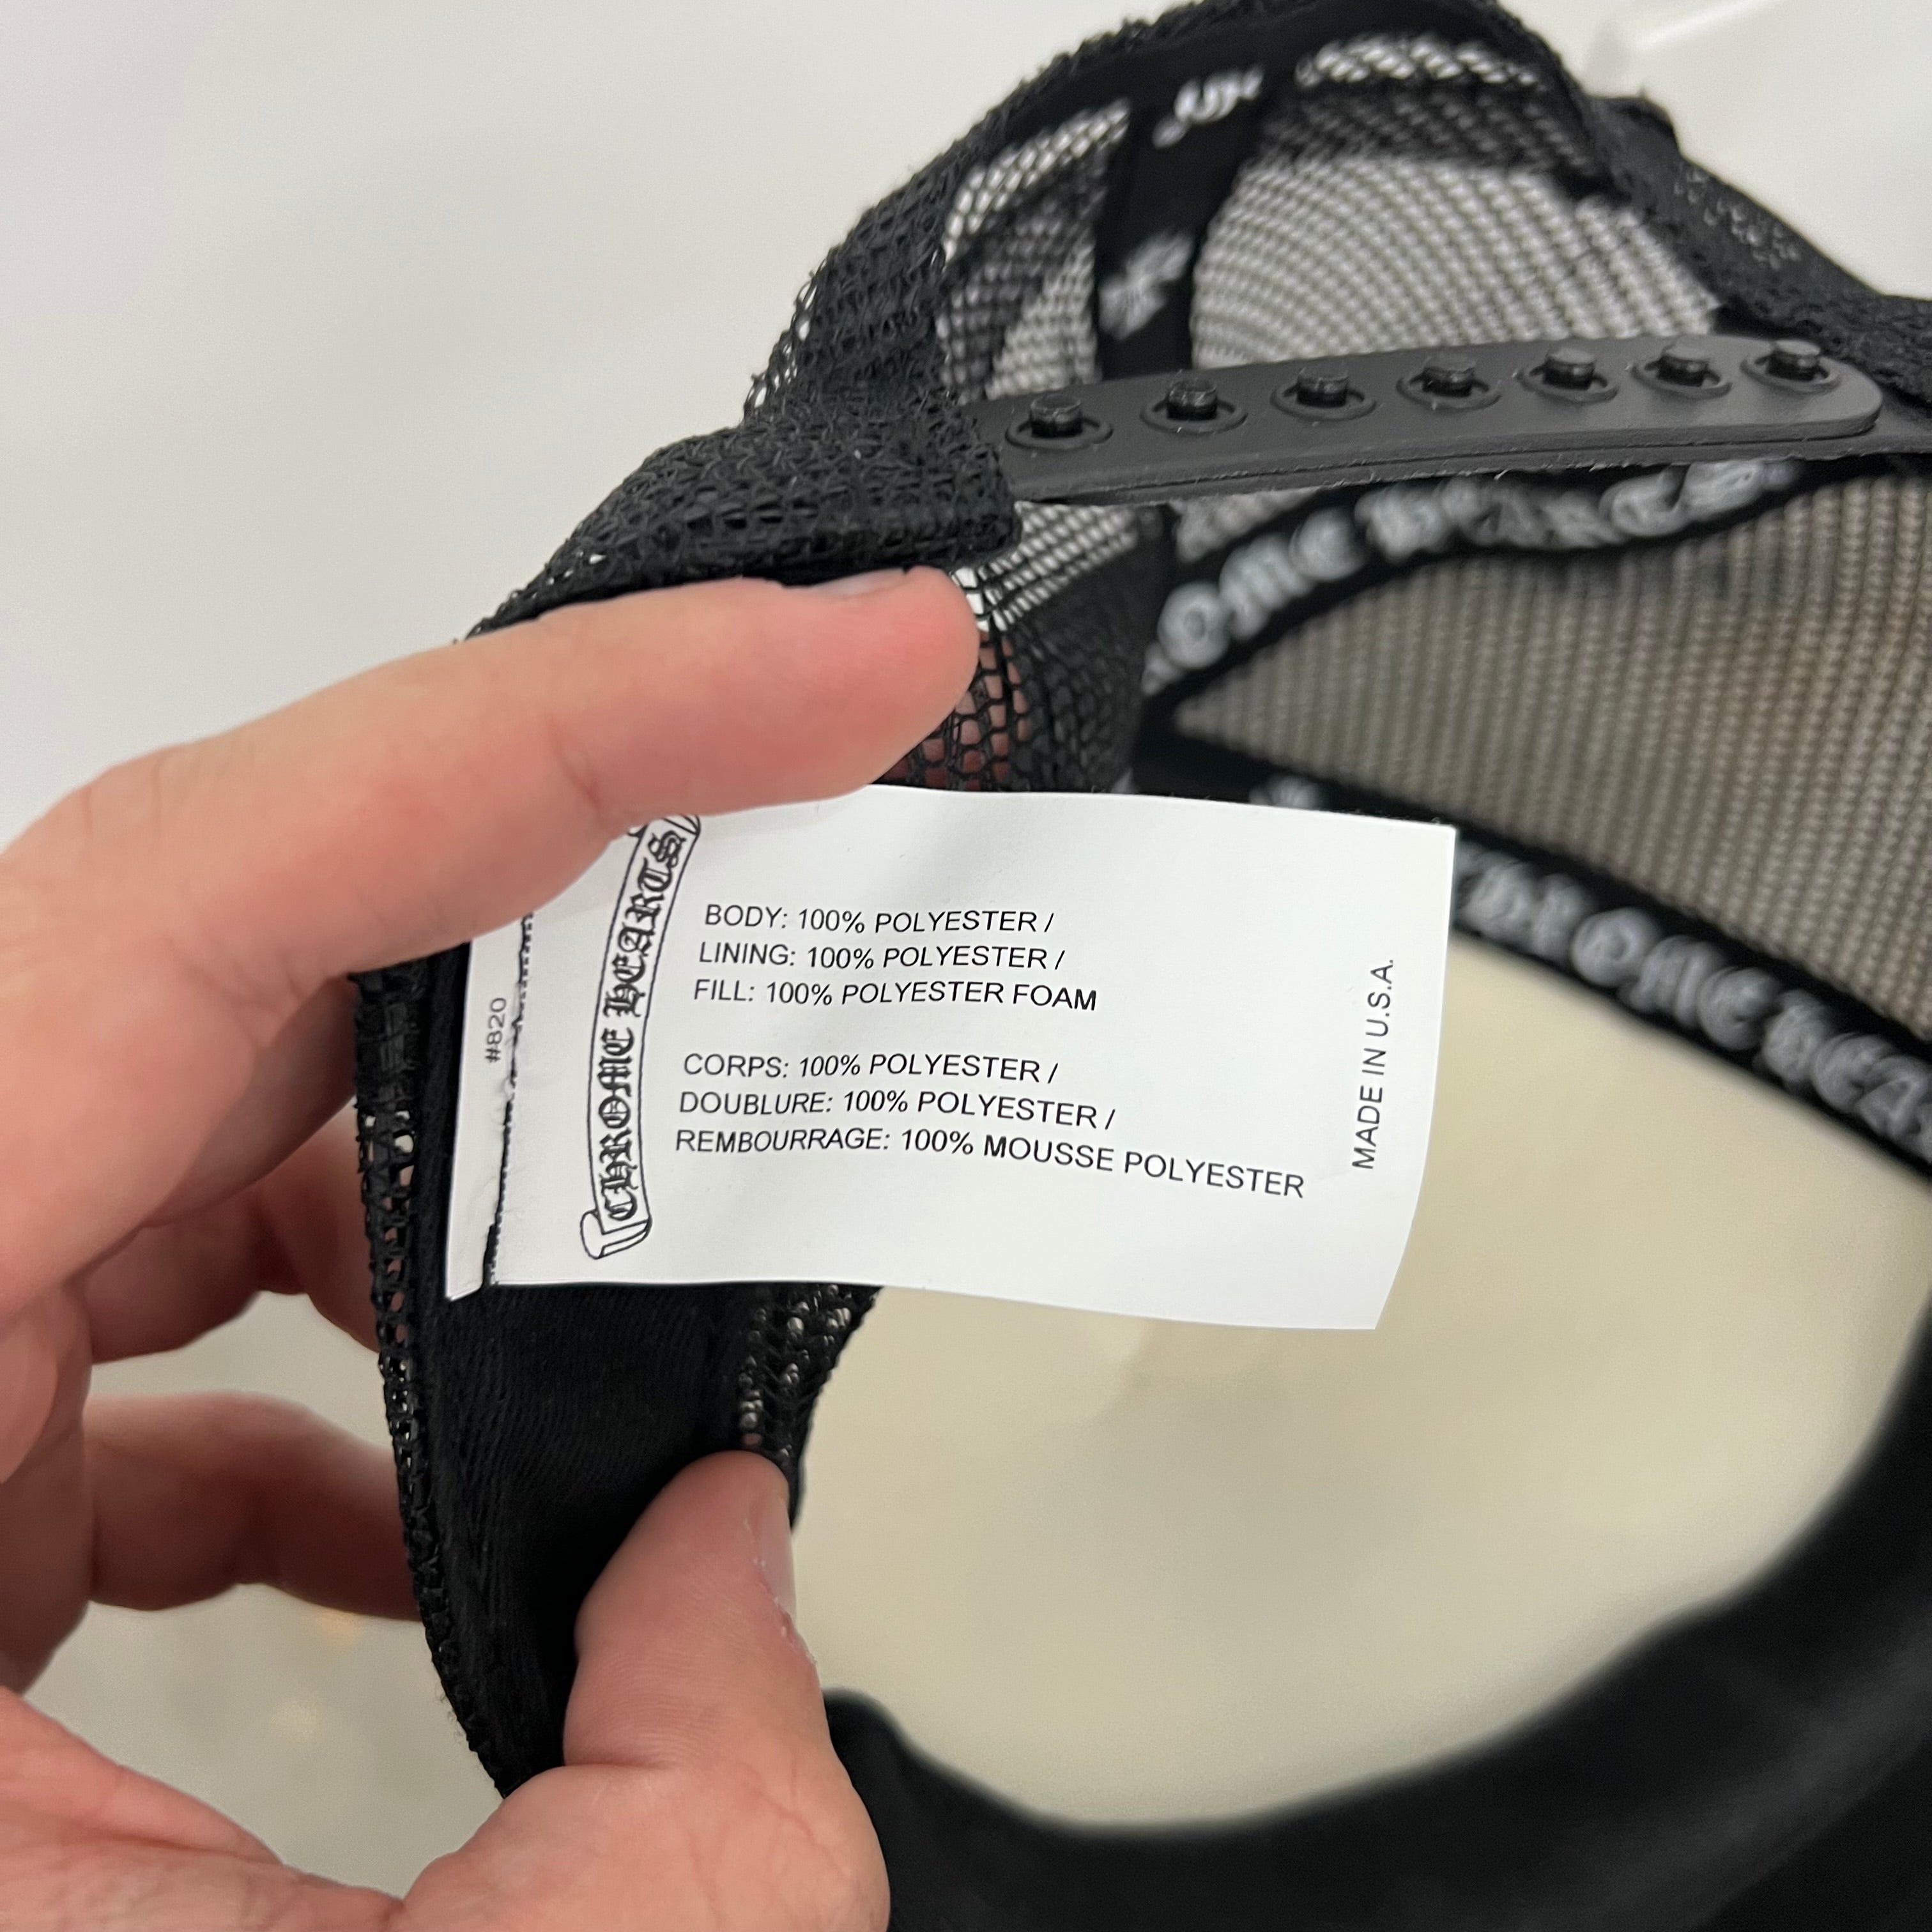 CHROME HEARTS
BODY: 100% POLYESTER /
LINING: 100% POLYESTER /
FILL: 100% POLYESTER FOAM
CORPS: 100% POLYESTER /
DOUBLURE: 100% POLYESTER /
REMBOURRAGE: 100% MOUSSE POLYESTER
MADE IN U.S.A.
#820